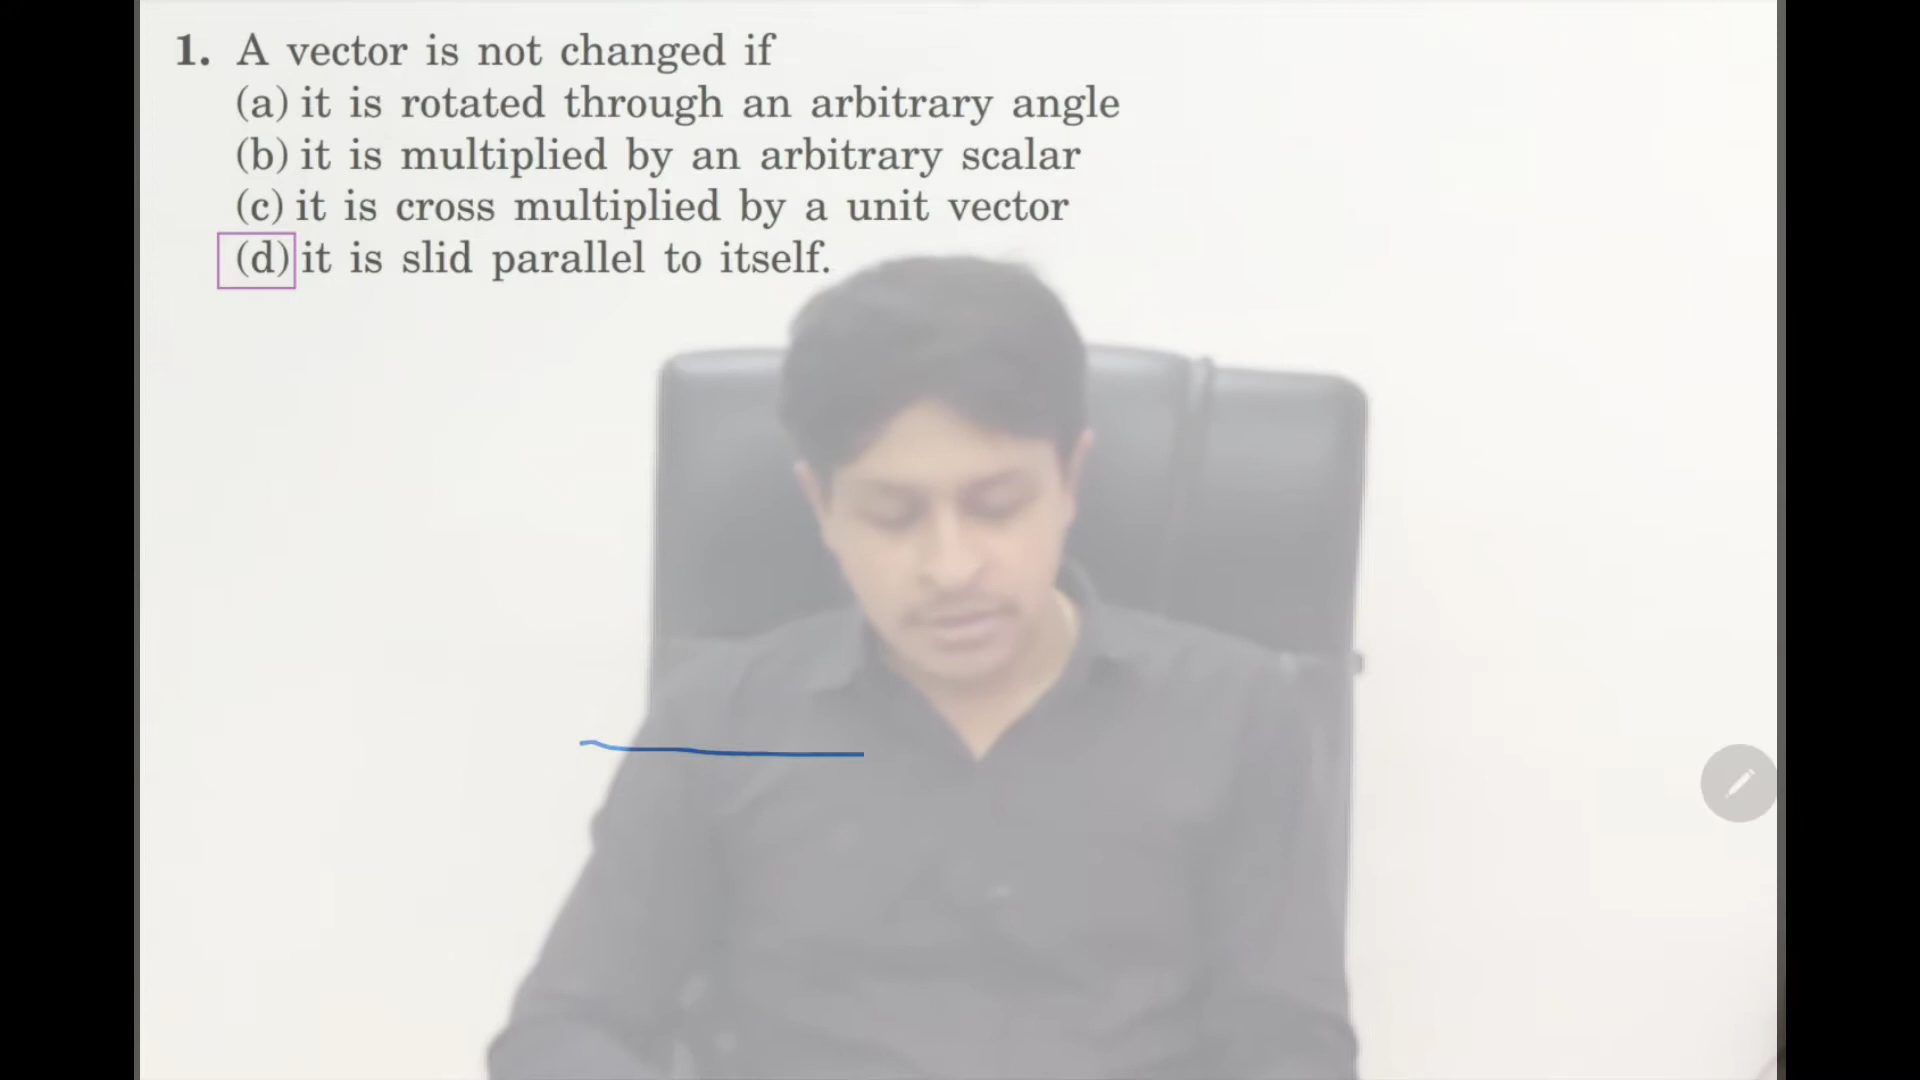 1. A vector is not changed if
(a) it is rotated through an arbitrary angle
(b) it is multiplied by an arbitrary scalar
(c) it is cross multiplied by a unit vector
(d) it is slid parallel to itself.